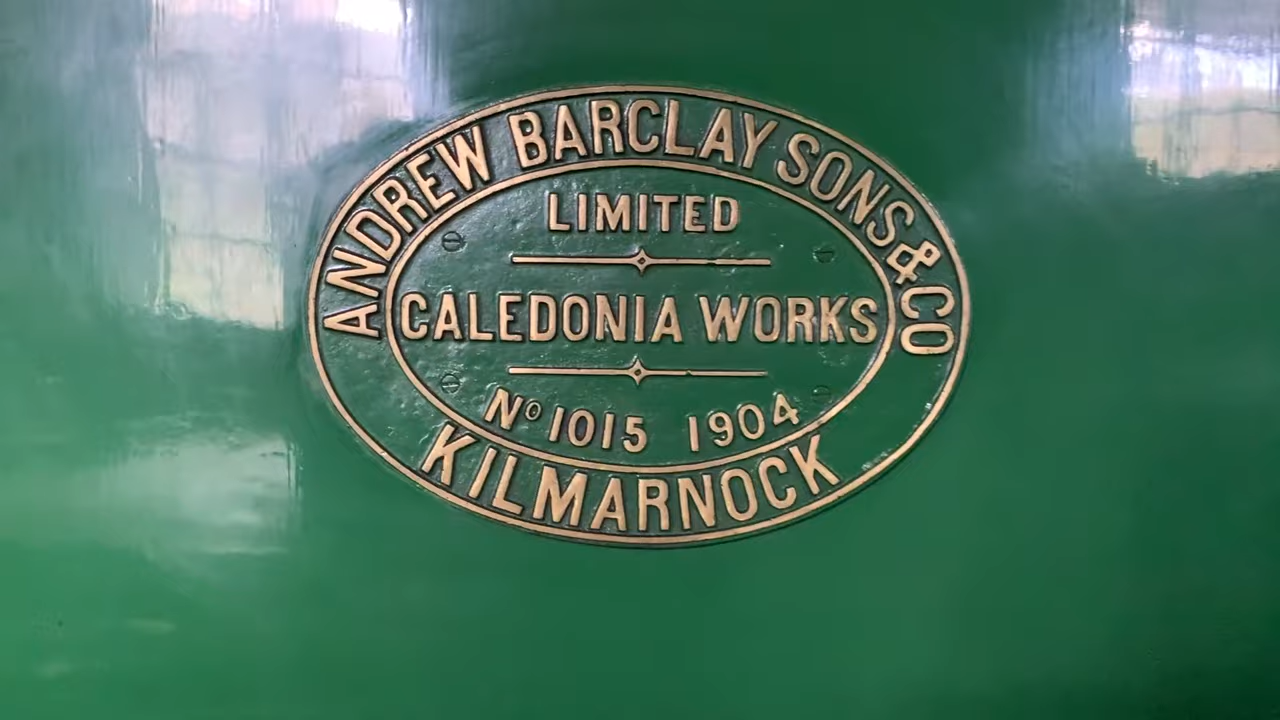 ANDREW BARCLAY SONS & CO
LIMITED
CALEDONIA WORKS
No 1015 1904
KILMARNOCK